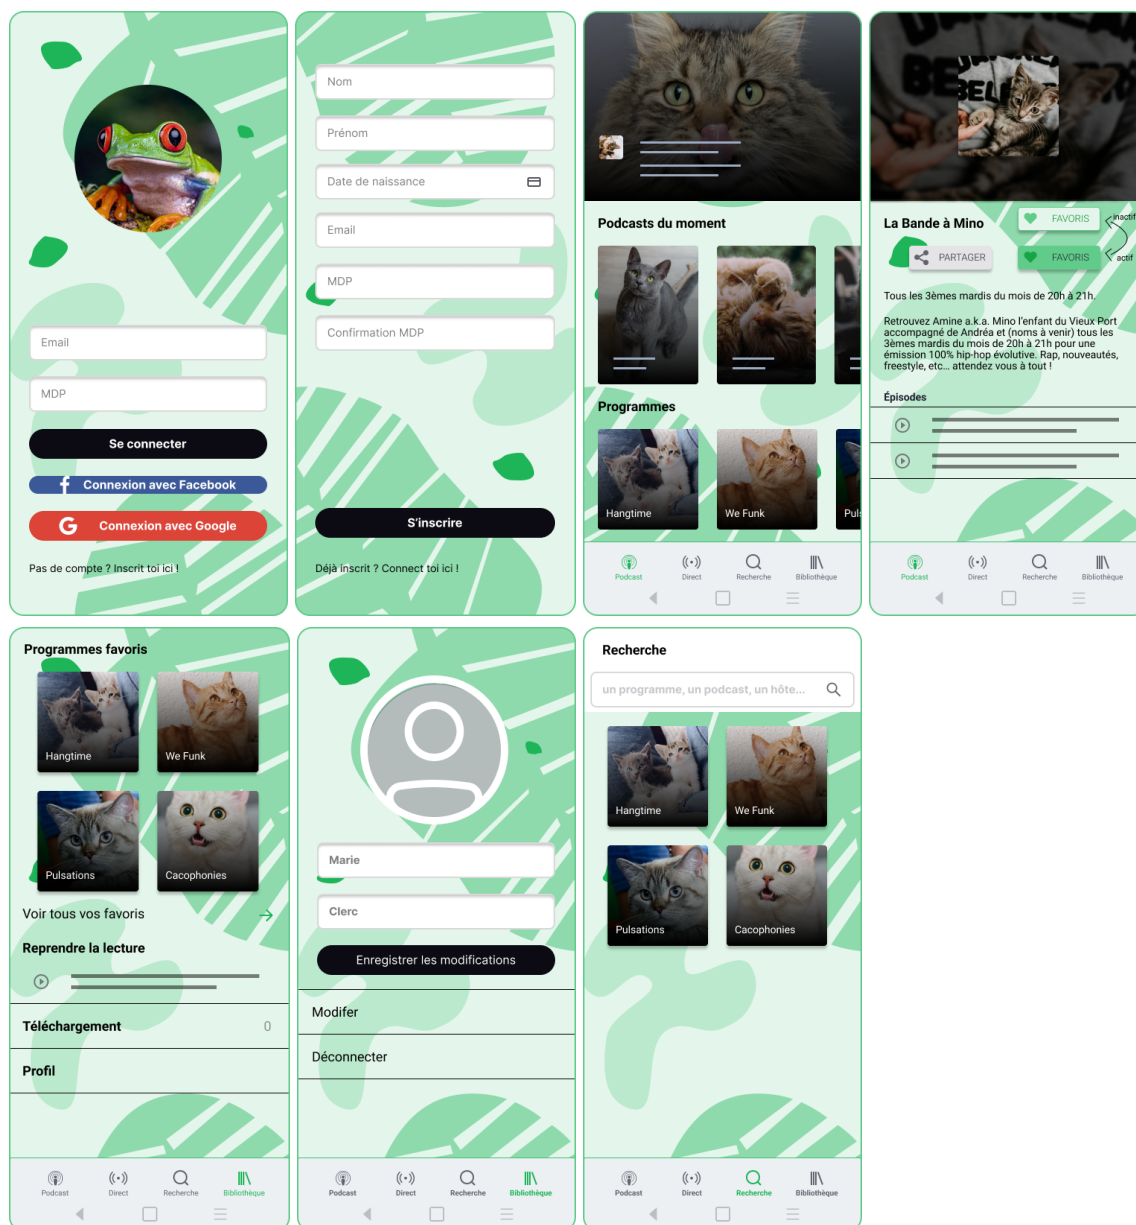 Email
MDP
Se connecter
Connexion avec Facebook
Connexion avec Google
Pas de compte ? Inscrit toi ici !
Nom
Prénom
Date de naissance
Email
MDP
Confirmation MDP
S'inscrire
Déjà inscrit ? Connect toi ici !
Podcasts du moment
Programmes
Hangtime
We Funk
Puls
Podcast
Direct
Recherche
Bibliothèque
La Bande à Mino
FAVORIS
inactif
PARTAGER
FAVORIS
actif
Tous les 3èmes mardis du mois de 20h à 21h.
Retrouvez Amine a.k.a. Mino l'enfant du Vieux Port
accompagné de Andréa et (noms à venir) tous les
3èmes mardis du mois de 20h à 21h pour une
émission 100% hip-hop évolutive. Rap, nouveautés,
freestyle, etc... attendez vous à tout !
Épisodes
Podcast
Direct
Recherche
Bibliothèque
Programmes favoris
Hangtime
We Funk
Pulsations
Cacophonies
Voir tous vos favoris
Reprendre la lecture
Téléchargement 0
Profil
Podcast
Direct
Recherche
Bibliothèque
Marie
Clerc
Enregistrer les modifications
Modifer
Déconnecter
Podcast
Direct
Recherche
Bibliothèque
Recherche
un programme, un podcast, un hôte...
Hangtime
We Funk
Pulsations
Cacophonies
Podcast
Direct
Recherche
Bibliothèque